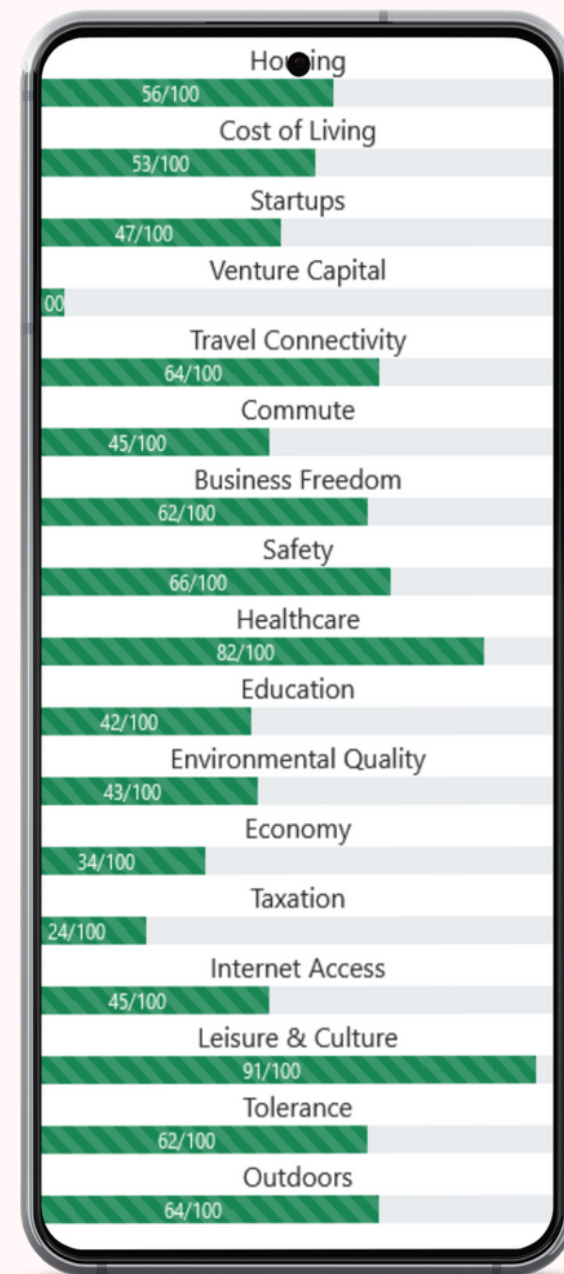 Housing
56/100
Cost of Living
53/100
Startups
47/100
Venture Capital
00
Travel Connectivity
64/100
Commute
45/100
Business Freedom
62/100
Safety
66/100
Healthcare
82/100
Education
42/100
Environmental Quality
43/100
Economy
34/100
Taxation
24/100
Internet Access
45/100
Leisure & Culture
91/100
Tolerance
62/100
Outdoors
64/100